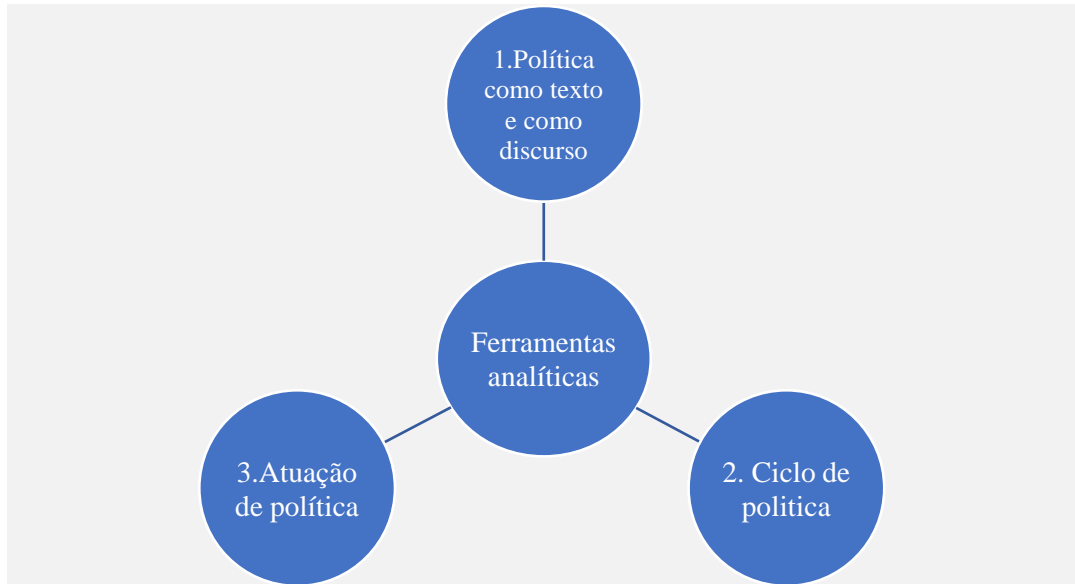 1.Política
como texto
e como
discurso
Ferramentas
analíticas
3.Atuação
de política
2. Ciclo de
politica